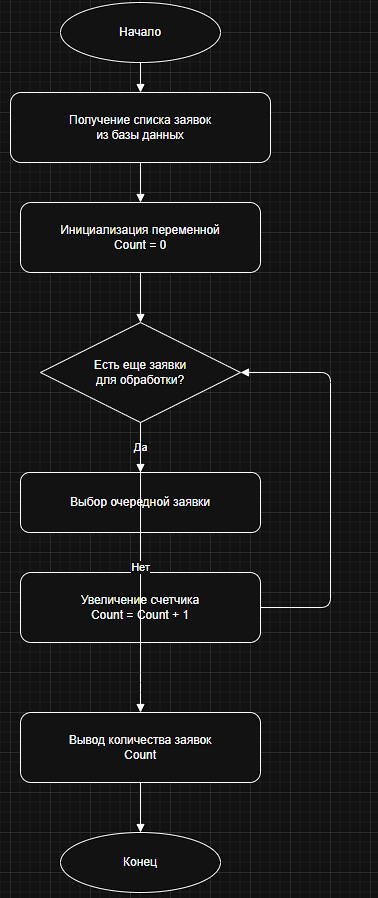 Начало
Получение списка заявок
из базы данных
Инициализация переменной
Count = 0
Есть еще заявки
для обработки?
Да
Выбор очередной заявки
Нет
Увеличение счетчика
Count = Count + 1
Вывод количества заявок
Count
Конец